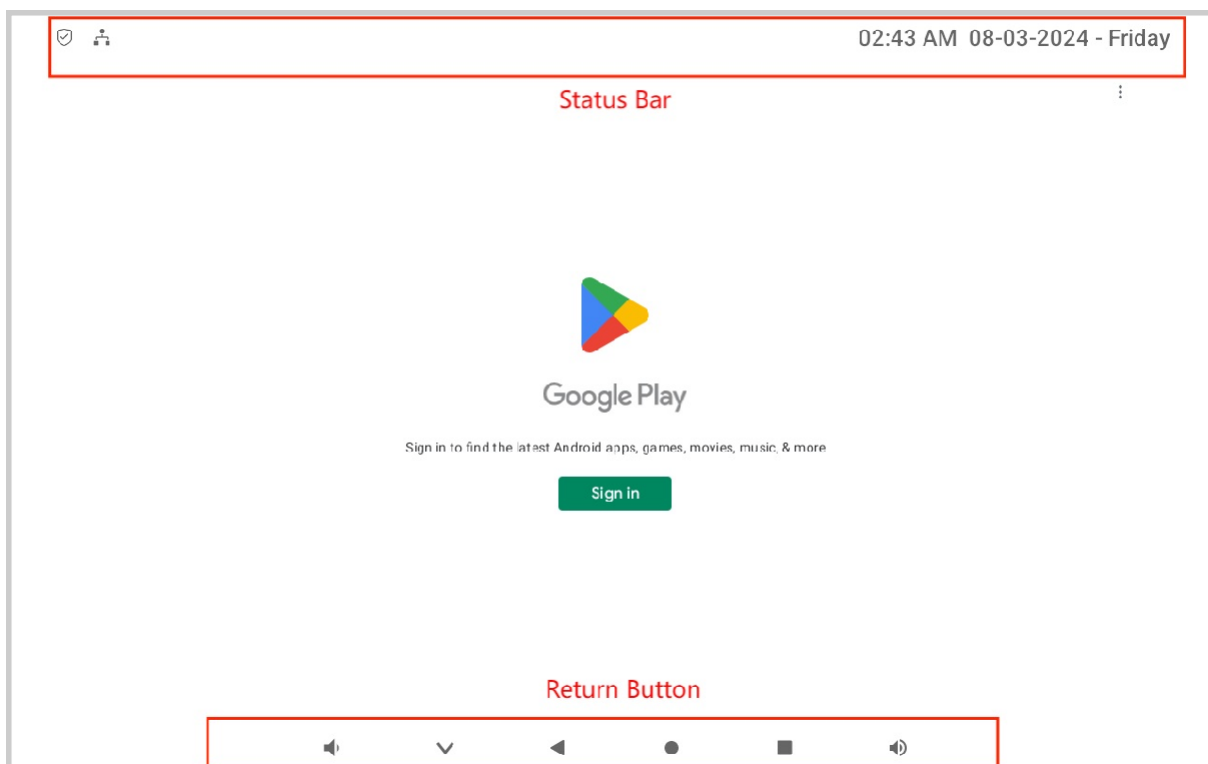 02:43 AM 08-03-2024 - Friday
Status Bar
Google Play
Sign in to find the latest Android apps, games, movies, music, & more
Sign in
Return Button